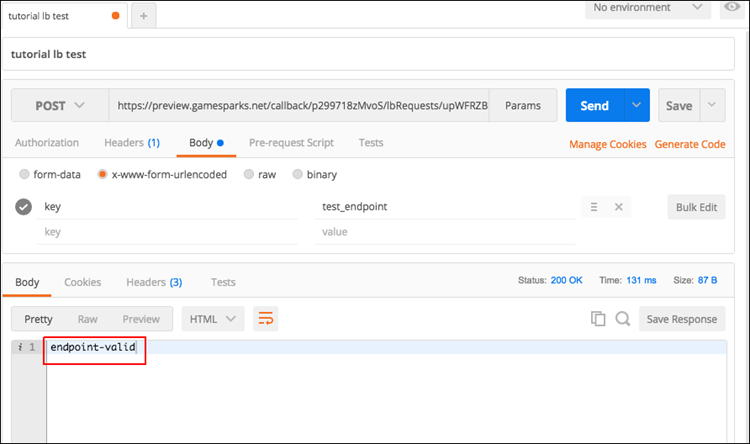 tutorial lb test
No environment
tutorial lb test
POST https://preview.gamesparks.net/callback/p299718zMvoS/lbRequests/upWFRZB Params Send Save
Authorization Headers (1) Body Pre-request Script Tests Manage Cookies Generate Code
form-data x-www-form-urlencoded raw binary
key test_endpoint Bulk Edit
key value
Body Cookies Headers (3) Tests Status: 200 OK Time: 131 ms Size: 87 B
Pretty Raw Preview HTML Save Response
i 1 endpoint-valid